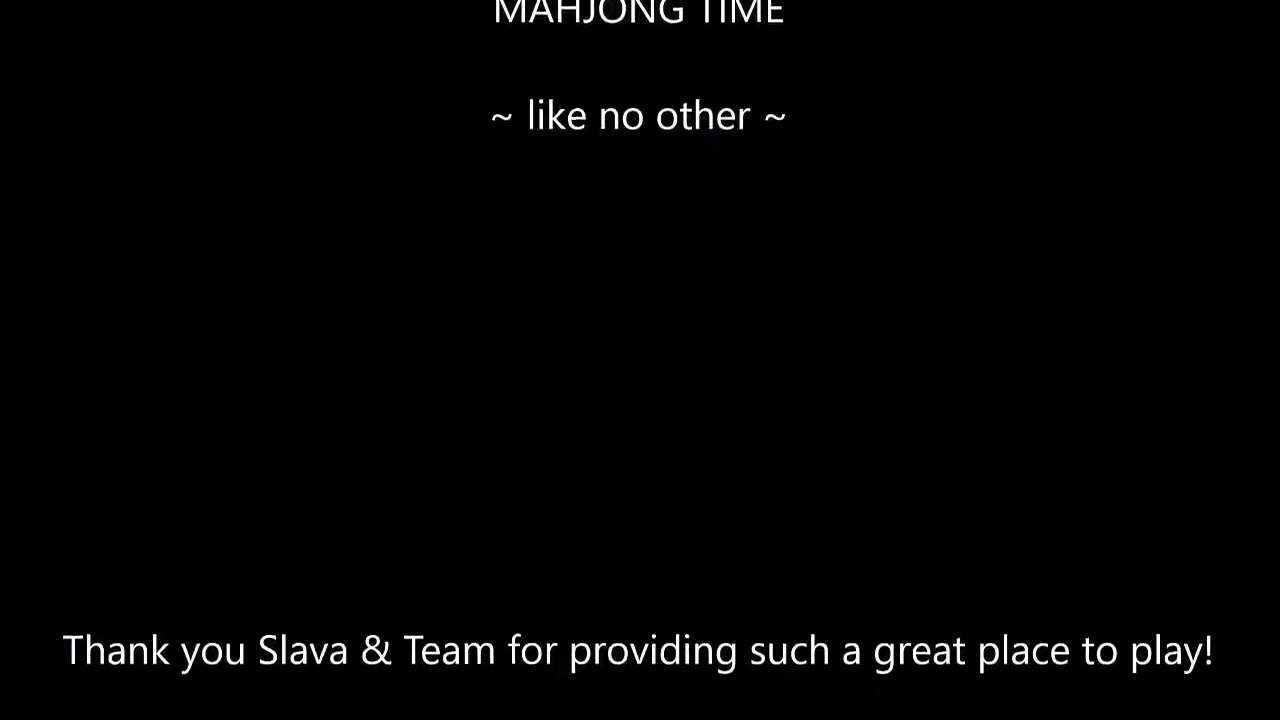 MAHJONG TIME
~ like no other ~
Thank you Slava & Team for providing such a great place to play!